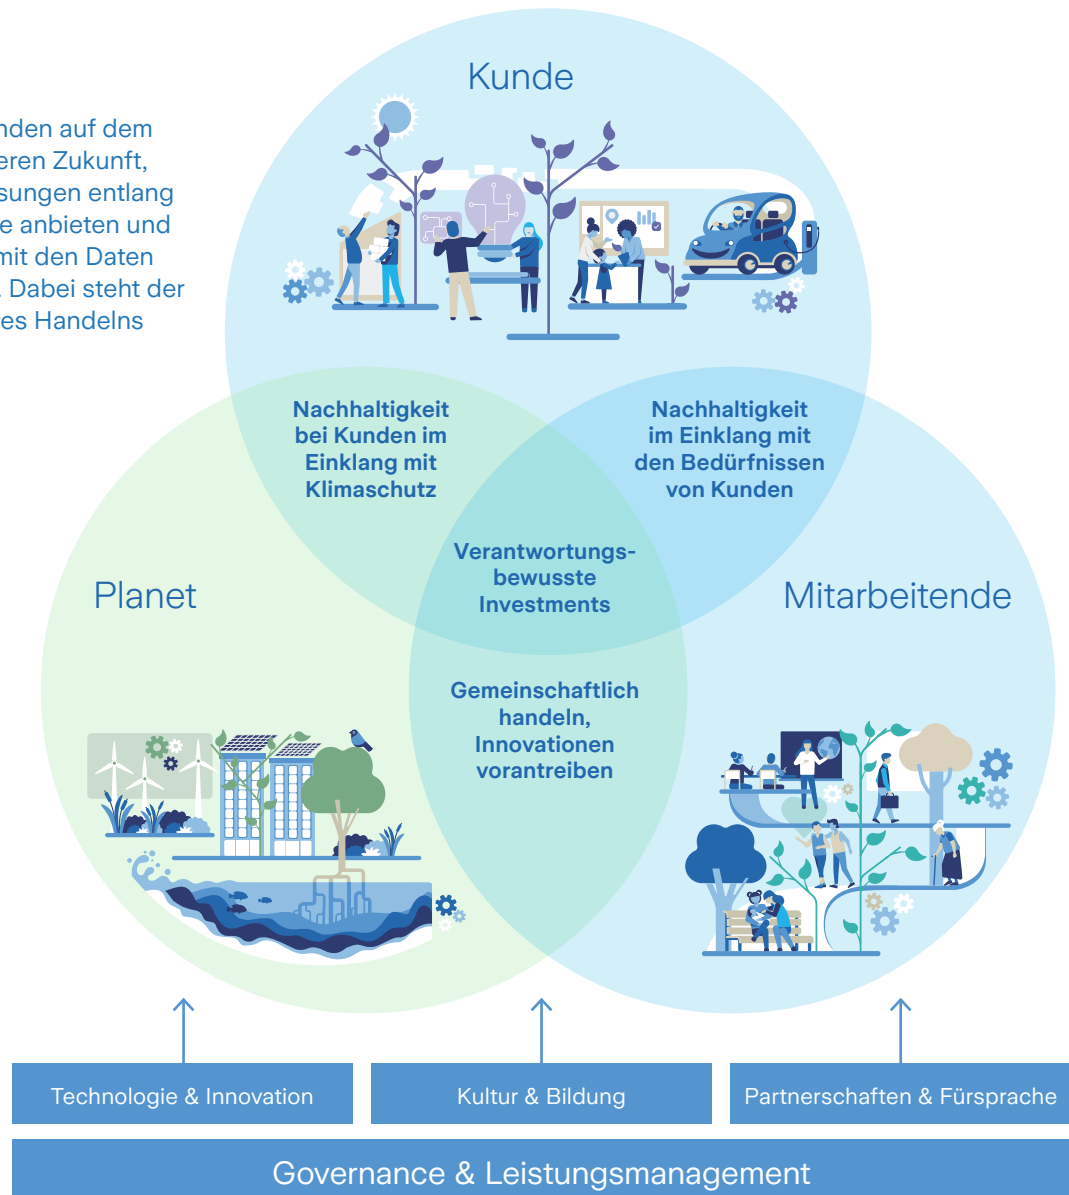 Kunde
nden auf dem
eren Zukunft,
sungen entlang
e anbieten und
mit den Daten
. Dabei steht der
es Handelns
Nachhaltigkeit
bei Kunden im
Einklang mit
Klimaschutz
Nachhaltigkeit
im Einklang mit
den Bedürfnissen
von Kunden
Verantwortungs-
bewusste
Investments
Planet
Mitarbeitende
Gemeinschaftlich
handeln,
Innovationen
vorantreiben
Technologie & Innovation
Kultur & Bildung
Partnerschaften & Fürsprache
Governance & Leistungsmanagement